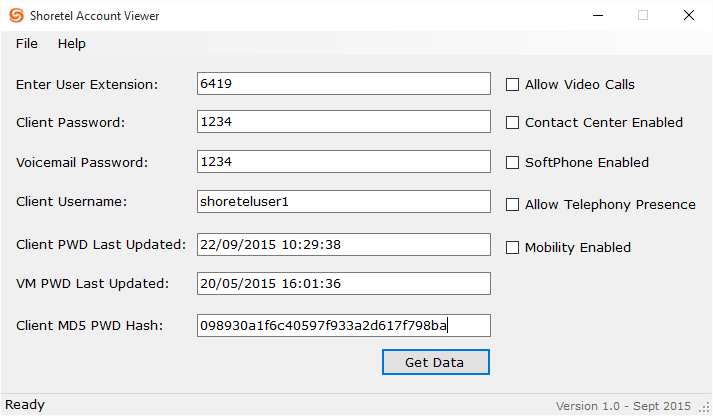 Shoretel Account Viewer
File Help
Enter User Extension: 6419 Allow Video Calls
Client Password: 1234 Contact Center Enabled
Voicemail Password: 1234 SoftPhone Enabled
Client Username: shoreteluser1 Allow Telephony Presence
Client PWD Last Updated: 22/09/2015 10:29:38 Mobility Enabled
VM PWD Last Updated: 20/05/2015 16:01:36
Client MD5 PWD Hash: 098930a1f6c40597f933a2d617f798ba
Get Data
Ready Version 1.0 - Sept 2015